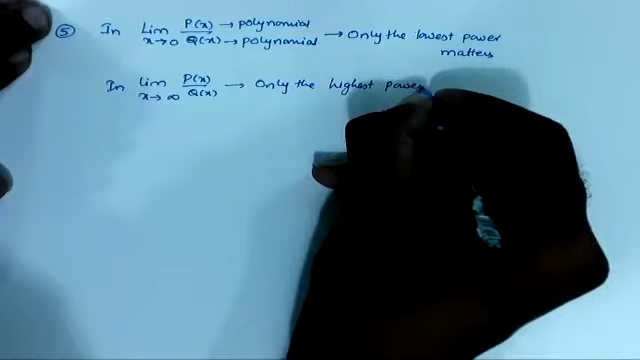 ⑤ In Lim P(x) → polynomial
x→0 Q(x) → polynomial → Only the lowest power
matters
In Lim P(x) → Only the highest power
x→∞ Q(x)